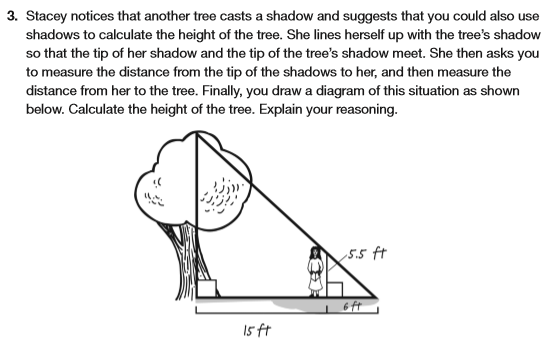 3. Stacey notices that another tree casts a shadow and suggests that you could also use
shadows to calculate the height of the tree. She lines herself up with the tree's shadow
so that the tip of her shadow and the tip of the tree's shadow meet. She then asks you
to measure the distance from the tip of the shadows to her, and then measure the
distance from her to the tree. Finally, you draw a diagram of this situation as shown
below. Calculate the height of the tree. Explain your reasoning.
5.5 ft
6 ft
15 ft